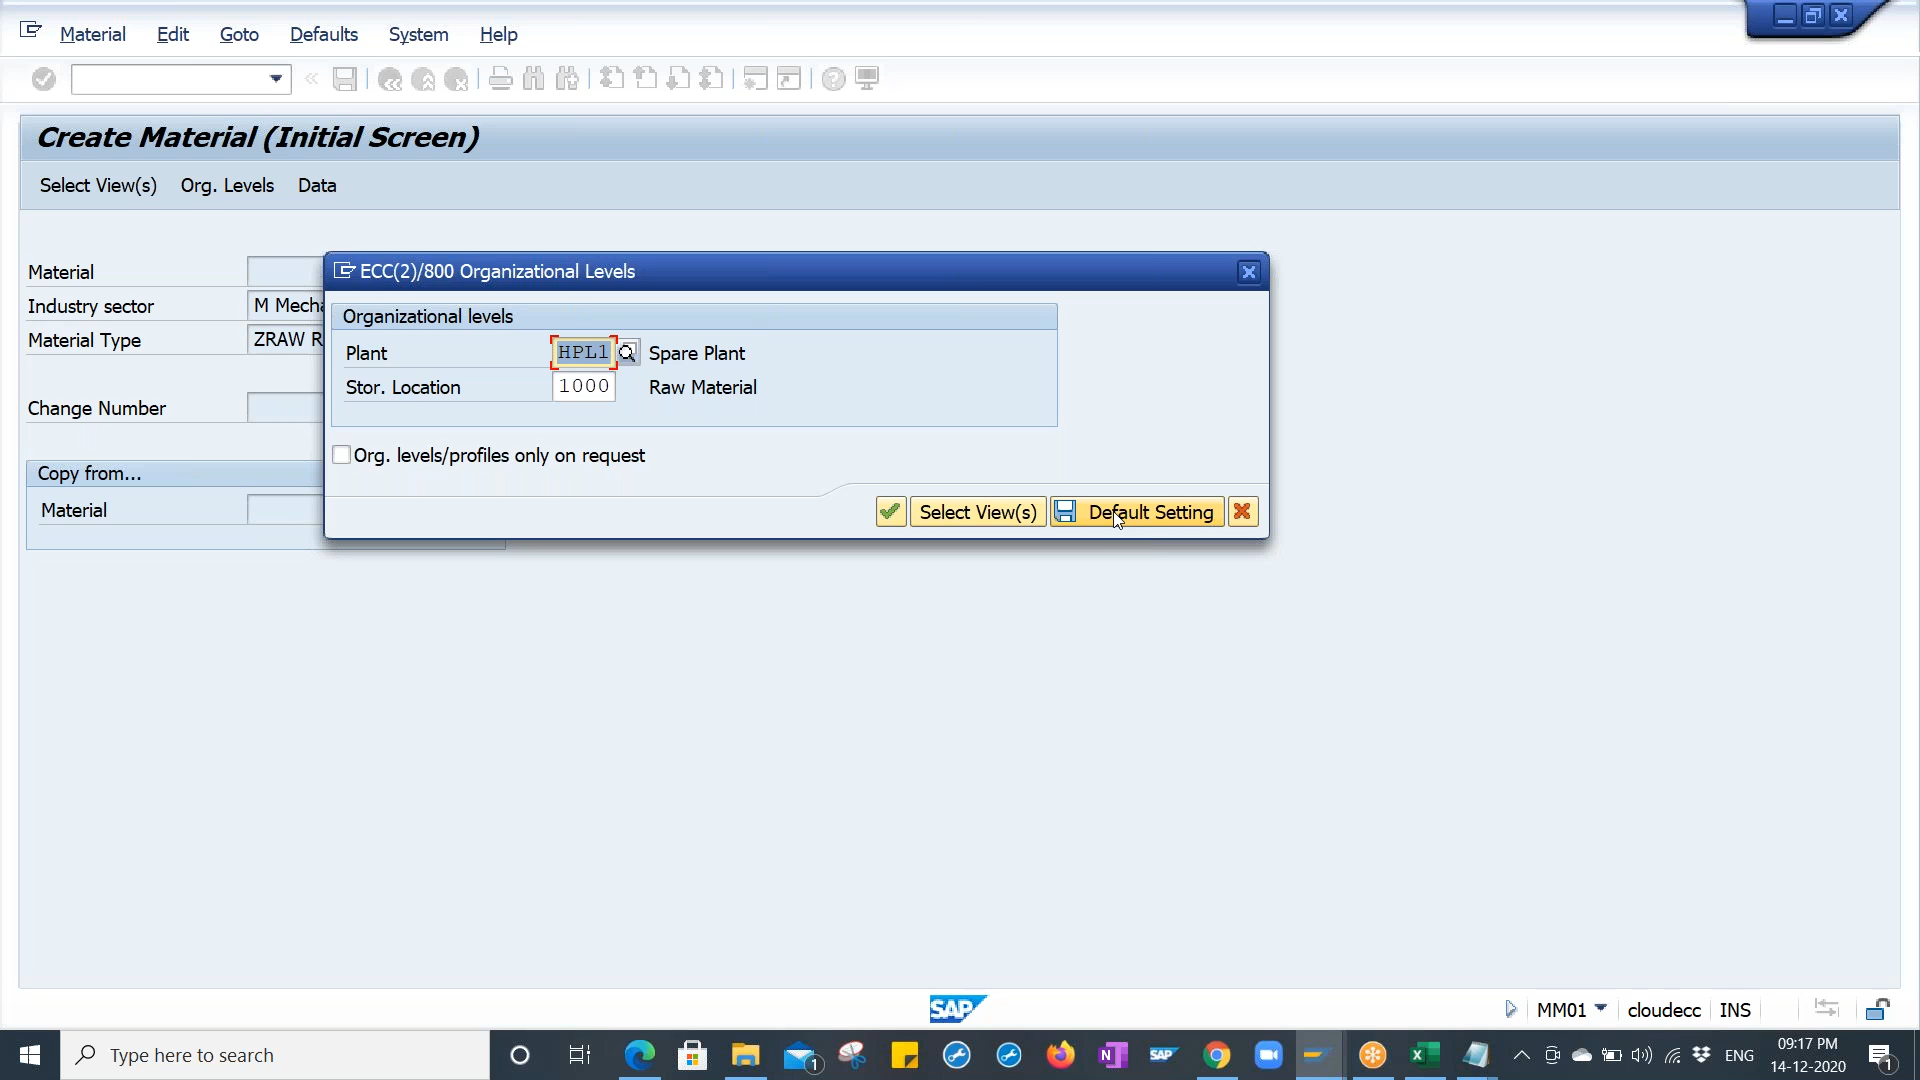 Material Edit Goto Defaults System Help
Create Material (Initial Screen)
Select View(s) Org. Levels Data
Material
Industry sector M Mecha
Material Type ZRAW R
Change Number
Copy from...
Material
ECC(2)/800 Organizational Levels
Organizational levels
Plant HPL1 Spare Plant
Stor. Location 1000 Raw Material
Org. levels/profiles only on request
Select View(s) Default Setting
SAP
MM01 cloudecc INS
Type here to search
1
N
SAP
X
ENG
09:17 PM
14-12-2020
1